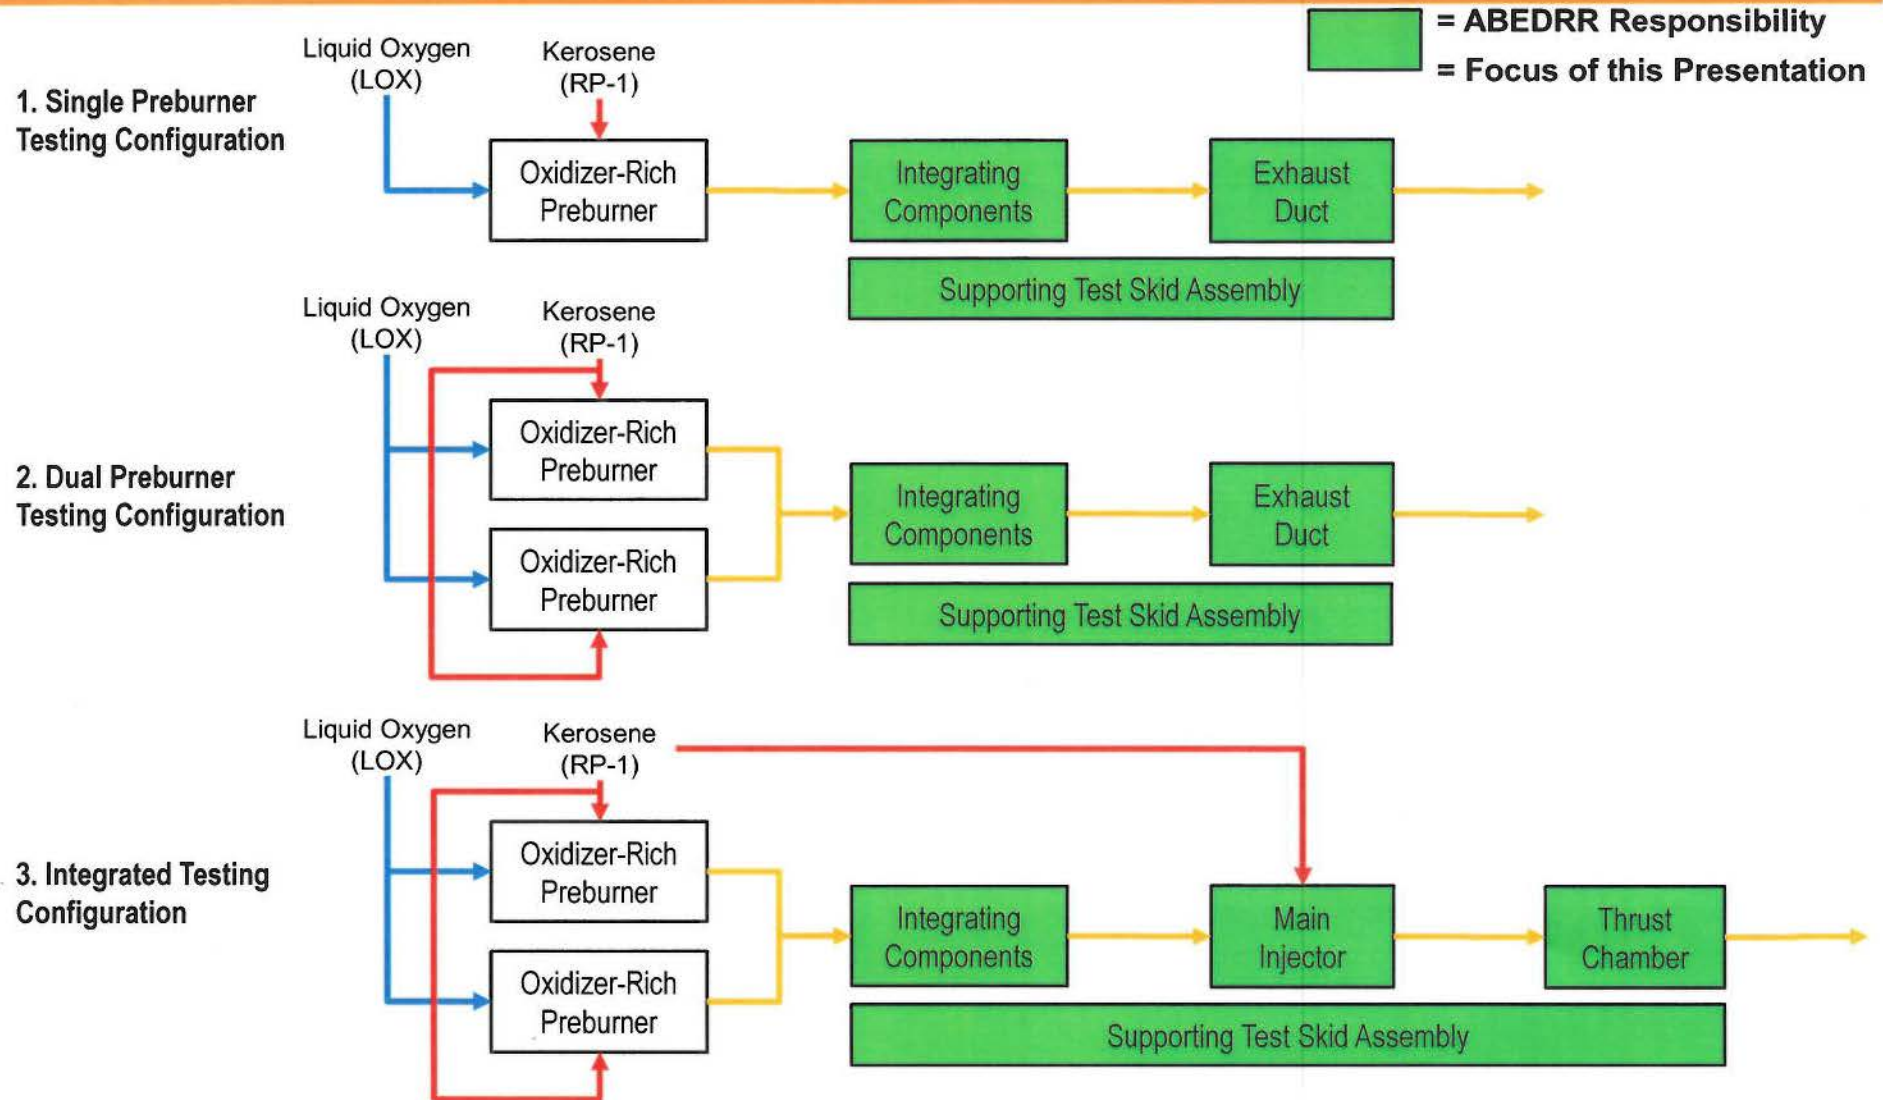 = ABEDRR Responsibility
= Focus of this Presentation
1. Single Preburner
Testing Configuration
Liquid Oxygen
(LOX)
Kerosene
(RP-1)
Oxidizer-Rich
Preburner
Integrating
Components
Exhaust
Duct
Supporting Test Skid Assembly
2. Dual Preburner
Testing Configuration
Liquid Oxygen
(LOX)
Kerosene
(RP-1)
Oxidizer-Rich
Preburner
Oxidizer-Rich
Preburner
Integrating
Components
Exhaust
Duct
Supporting Test Skid Assembly
3. Integrated Testing
Configuration
Liquid Oxygen
(LOX)
Kerosene
(RP-1)
Oxidizer-Rich
Preburner
Oxidizer-Rich
Preburner
Integrating
Components
Main
Injector
Thrust
Chamber
Supporting Test Skid Assembly